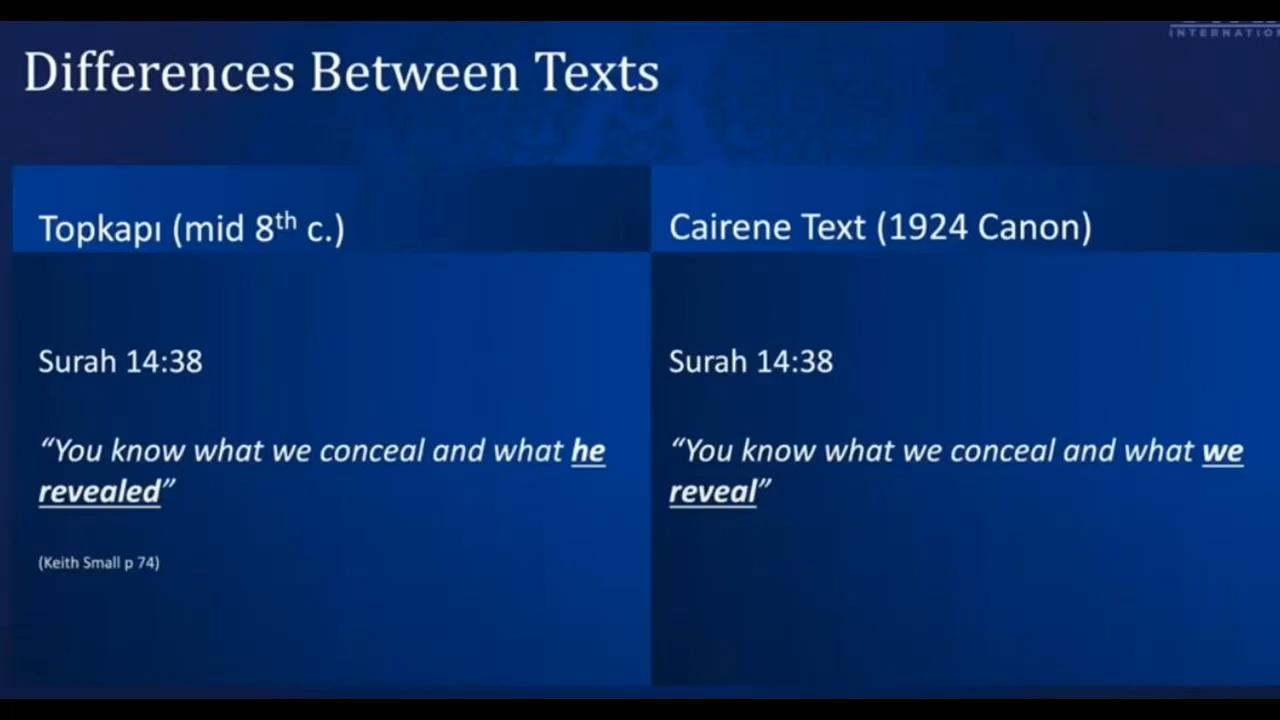 INTERNATIO
Differences Between Texts
Topkapı (mid 8th c.)
Cairene Text (1924 Canon)
Surah 14:38
“You know what we conceal and what he
revealed”
(Keith Small p 74)
Surah 14:38
“You know what we conceal and what we
reveal”